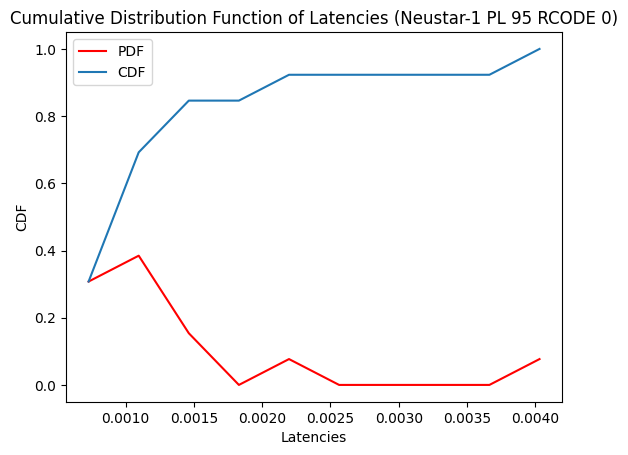 Cumulative Distribution Function of Latencies (Neustar-1 PL 95 RCODE 0)
PDF
CDF
1.0
0.8
0.6
0.4
0.2
0.0
CDF
0.0010
0.0015
0.0020
0.0025
0.0030
0.0035
0.0040
Latencies